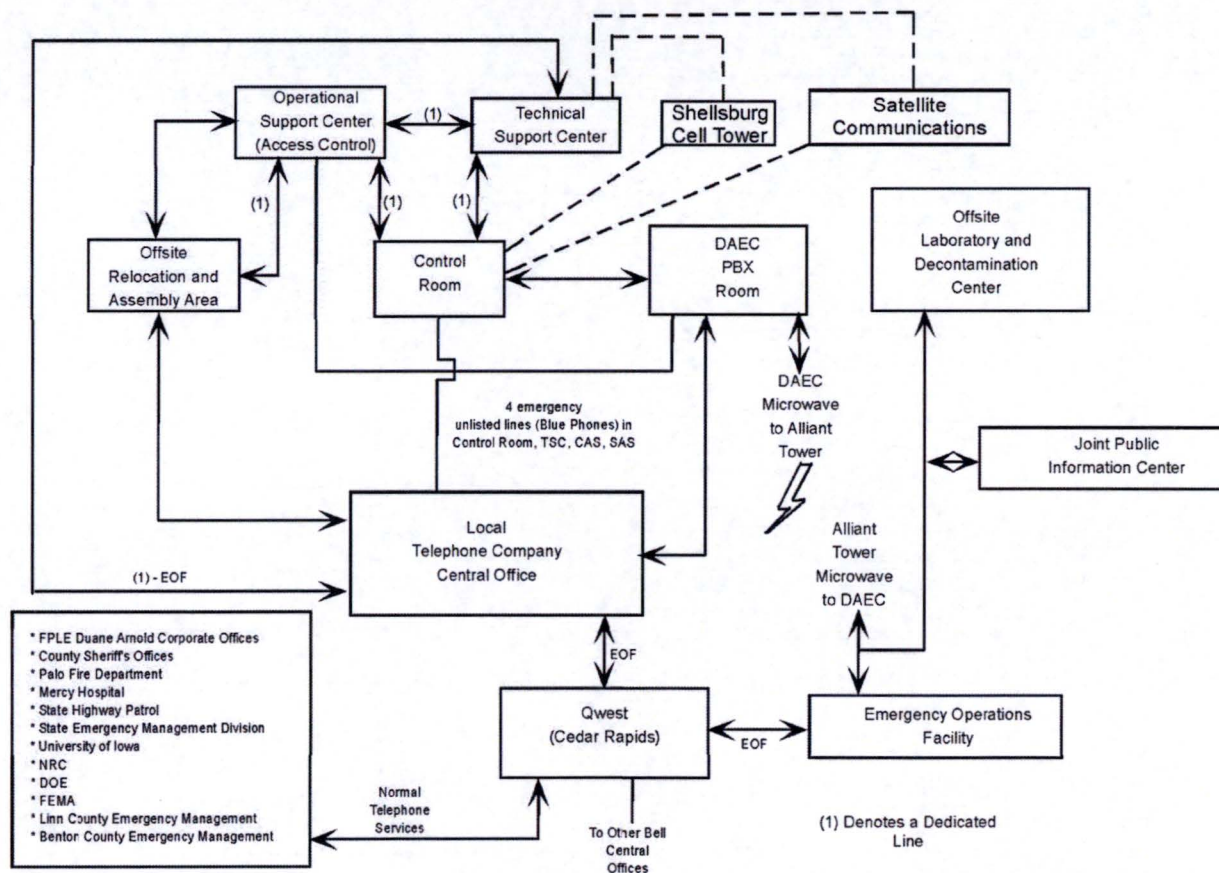 Operational
Support Center
(Access Control)
(1)
Technical
Support Center
Shellsburg
Cell Tower
Satellite
Communications
(1)
(1)
(1)
Offsite
Relocation and
Assembly Area
Control
Room
DAEC
PBX
Room
Offsite
Laboratory and
Decontamination
Center
4 emergency
unlisted lines (Blue Phones) in
Control Room, TSC, CAS, SAS
DAEC
Microwave
to Alliant
Tower
Joint Public
Information Center
Local
Telephone Company
Central Office
Alliant
Tower
Microwave
to DAEC
(1) - EOF
* FPLE Duane Arnold Corporate Offices
* County Sheriff's Offices
* Palo Fire Department
* Mercy Hospital
* State Highway Patrol
* State Emergency Management Division
* University of Iowa
* NRC
* DOE
* FEMA
* Linn County Emergency Management
* Benton County Emergency Management
EOF
Qwest
(Cedar Rapids)
EOF
Emergency Operations
Facility
Normal
Telephone
Services
To Other Bell
Central
Offices
(1) Denotes a Dedicated
Line